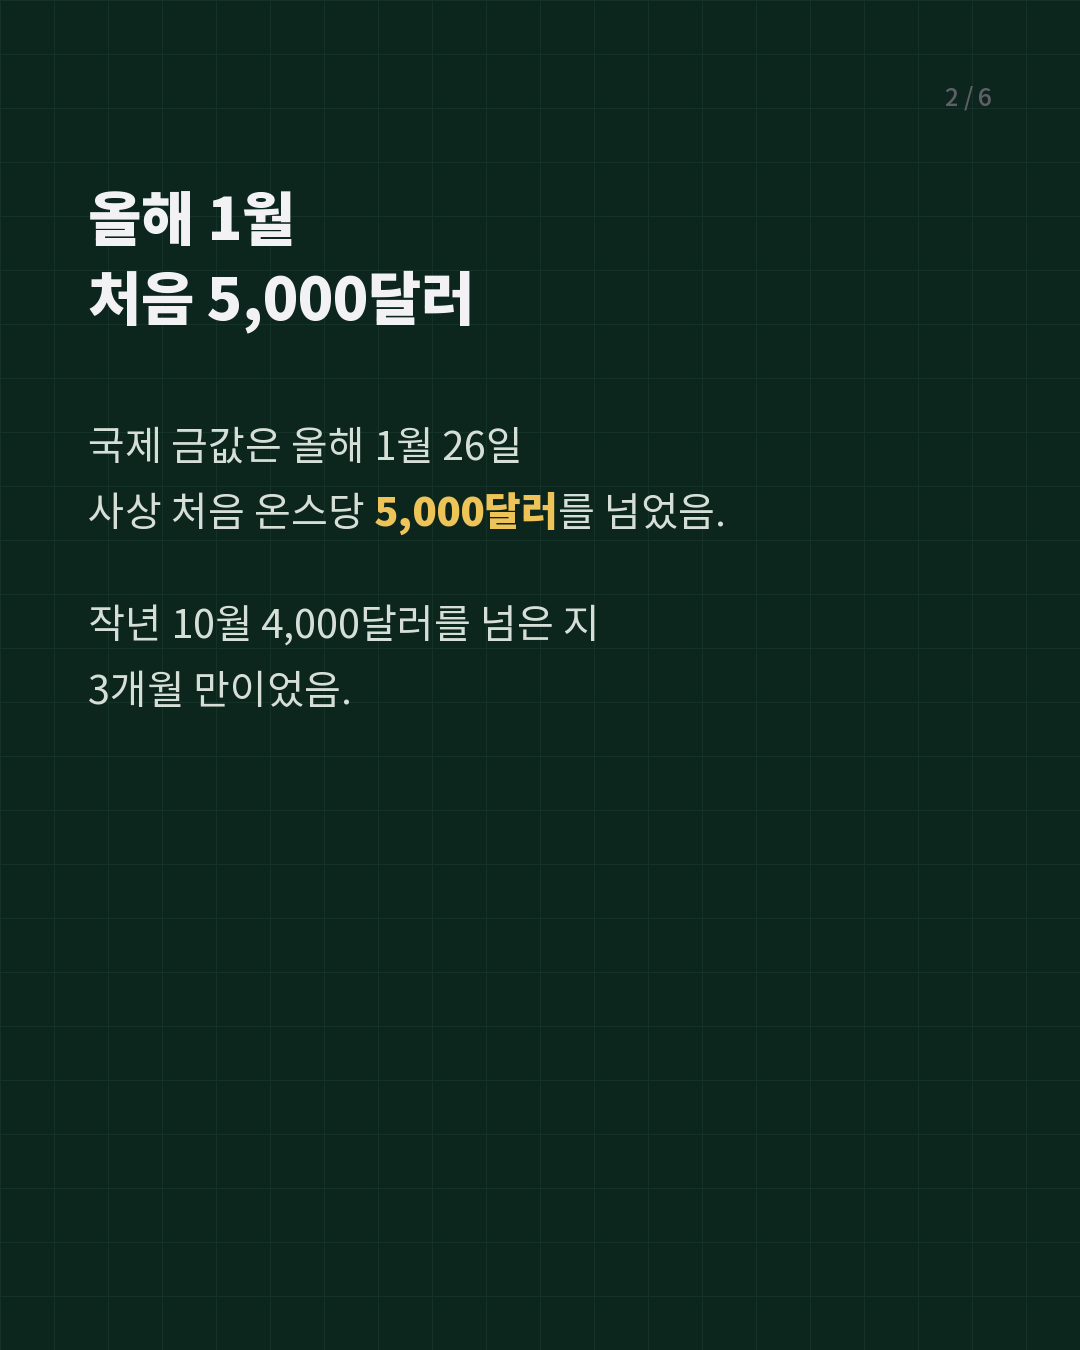 2 / 6
올해 1월
처음 5,000달러
국제 금값은 올해 1월 26일
사상 처음 온스당 5,000달러를 넘었음.
작년 10월 4,000달러를 넘은 지
3개월 만이었음.